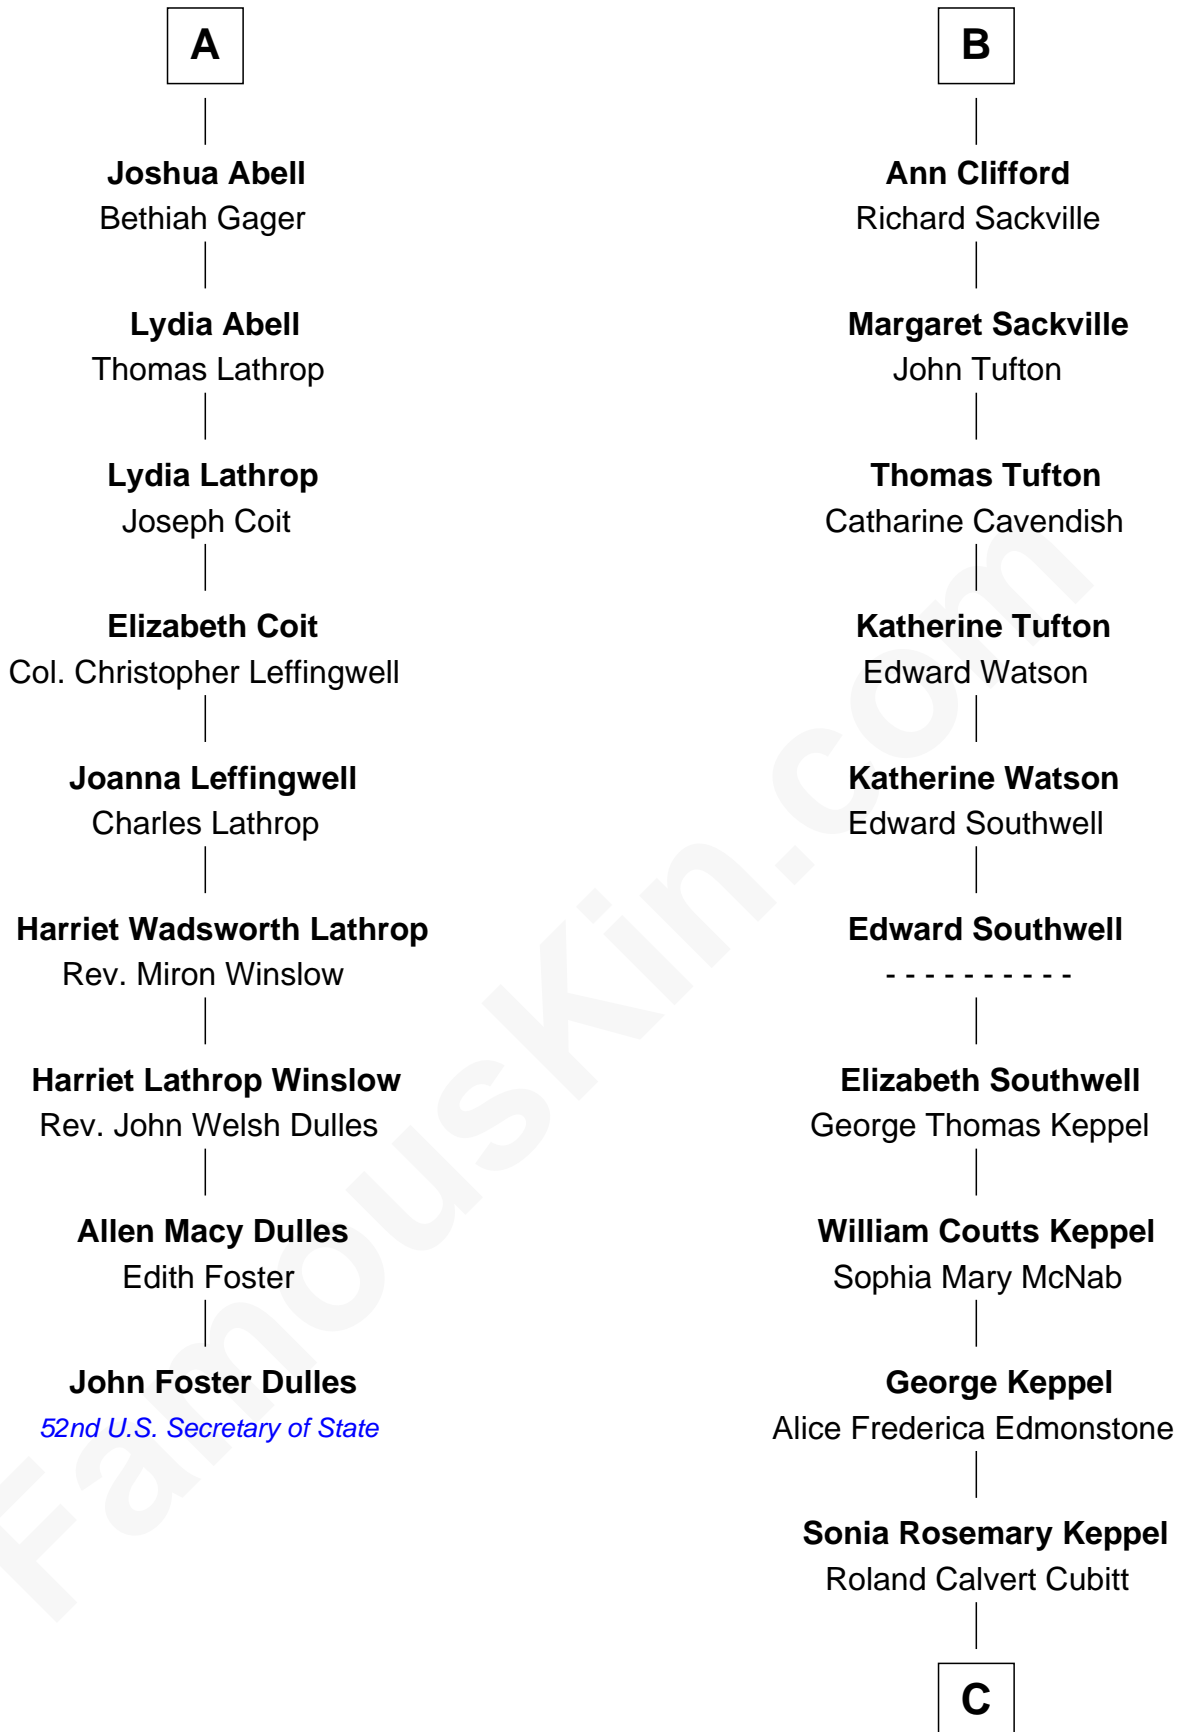 A
Joshua Abell
Bethiah Gager
Lydia Abell
Thomas Lathrop
Lydia Lathrop
Joseph Coit
Elizabeth Coit
Col. Christopher Leffingwell
Joanna Leffingwell
Charles Lathrop
Harriet Wadsworth Lathrop
Rev. Miron Winslow
Harriet Lathrop Winslow
Rev. John Welsh Dulles
Allen Macy Dulles
Edith Foster
John Foster Dulles
52nd U.S. Secretary of State
B
Ann Clifford
Richard Sackville
Margaret Sackville
John Tufton
Thomas Tufton
Catharine Cavendish
Katherine Tufton
Edward Watson
Katherine Watson
Edward Southwell
Edward Southwell
- - - - - - - - - -
Elizabeth Southwell
George Thomas Keppel
William Coutts Keppel
Sophia Mary McNab
George Keppel
Alice Frederica Edmonstone
Sonia Rosemary Keppel
Roland Calvert Cubitt
C
FamousKin.com